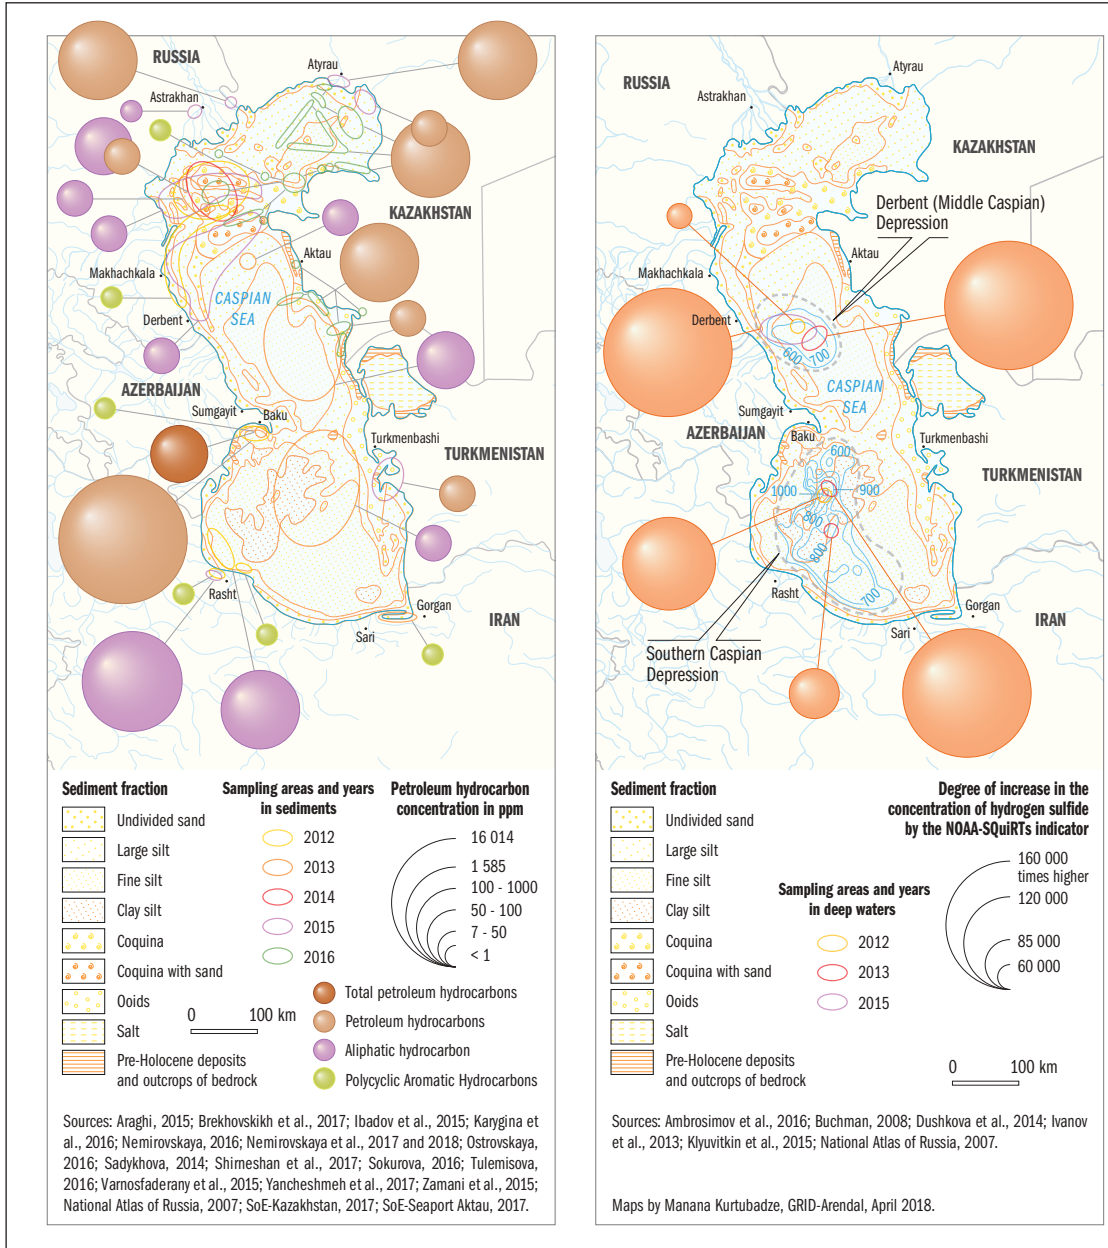 RUSSIA
Atyrau
Astrakhan
KAZAKHSTAN
Aktau
Makhachkala
CASPIAN
SEA
Derbent
AZERBAIJAN
Sumgayit
Baku
Turkmenbashi
TURKMENISTAN
Rasht
Gorgan
IRAN
Sari
Sediment fraction
Undivided sand
Large silt
Fine silt
Clay silt
Coquina
Coquina with sand
Ooids
Salt
Pre-Holocene deposits
and outcrops of bedrock
Sampling areas and years
in sediments
2012
2013
2014
2015
2016
0 100 km
Petroleum hydrocarbon
concentration in ppm
16 014
1 585
100 - 1000
50 - 100
7 - 50
< 1
Total petroleum hydrocarbons
Petroleum hydrocarbons
Aliphatic hydrocarbon
Polycyclic Aromatic Hydrocarbons
Sources: Araghi, 2015; Brekhovskikh et al., 2017; Ibadov et al., 2015; Karygina et
al., 2016; Nemirovskaya, 2016; Nemirovskaya et al., 2017 and 2018; Ostrovskaya,
2016; Sadykhova, 2014; Shimeshan et al., 2017; Sokurova, 2016; Tulemisova,
2016; Varnosfaderany et al., 2015; Yancheshmeh et al., 2017; Zamani et al., 2015;
National Atlas of Russia, 2007; SoE-Kazakhstan, 2017; SoE-Seaport Aktau, 2017.
RUSSIA
Atyrau
Astrakhan
KAZAKHSTAN
Derbent (Middle Caspian)
Depression
Aktau
Makhachkala
Derbent
600
700
CASPIAN
SEA
Sumgayit
AZERBAIJAN
Baku
Turkmenbashi
600
TURKMENISTAN
1000
900
800
800
700
Rasht
Gorgan
IRAN
Sari
Southern Caspian
Depression
Sediment fraction
Undivided sand
Large silt
Fine silt
Clay silt
Coquina
Coquina with sand
Ooids
Salt
Pre-Holocene deposits
and outcrops of bedrock
Sampling areas and years
in deep waters
2012
2013
2015
Degree of increase in the
concentration of hydrogen sulfide
by the NOAA-SQuiRTs indicator
160 000
times higher
120 000
85 000
60 000
0 100 km
Sources: Ambrosimov et al., 2016; Buchman, 2008; Dushkova et al., 2014; Ivanov
et al., 2013; Klyuvitkin et al., 2015; National Atlas of Russia, 2007.
Maps by Manana Kurtubadze, GRID-Arendal, April 2018.